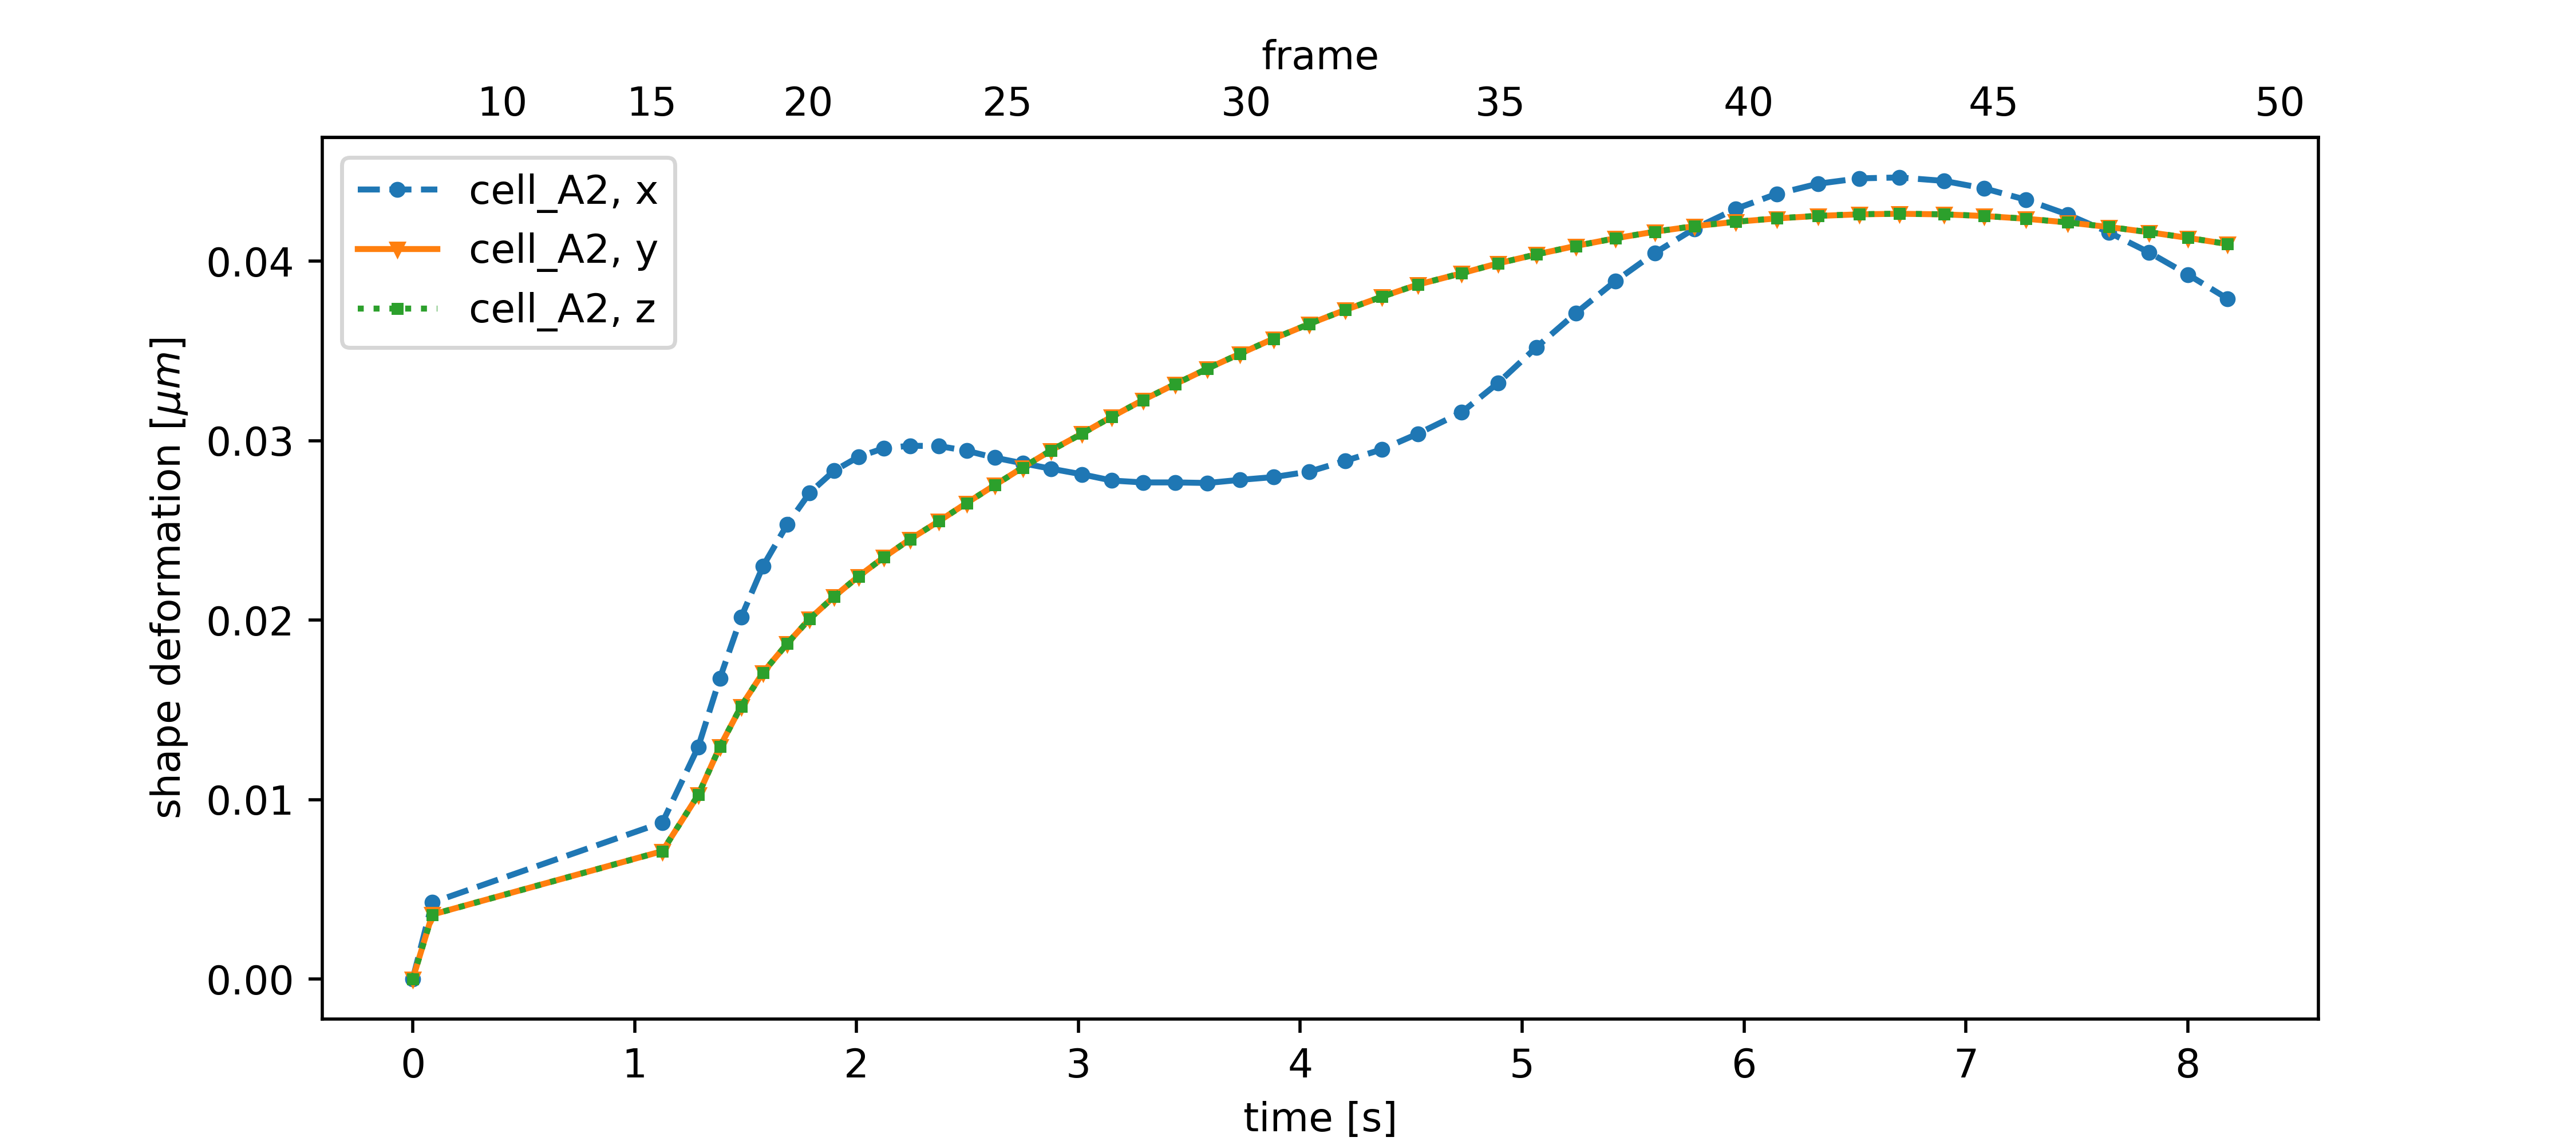 frame
10 15 20 25 30 35 40 45 50
cell_A2, x
cell_A2, y
cell_A2, z
shape deformation [μm]
0.04
0.03
0.02
0.01
0.00
0 1 2 3 4 5 6 7 8
time [s]